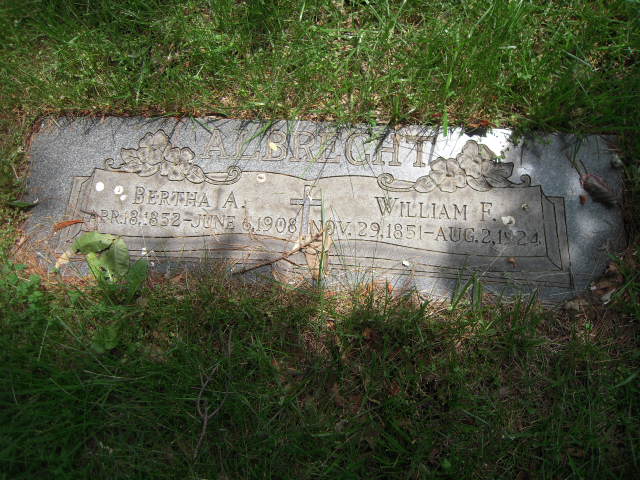 ALBRECHT
BERTHA A.
APR. 18, 1852 – JUNE 6, 1908
WILLIAM F.
NOV. 29, 1851 – AUG. 2, 1924